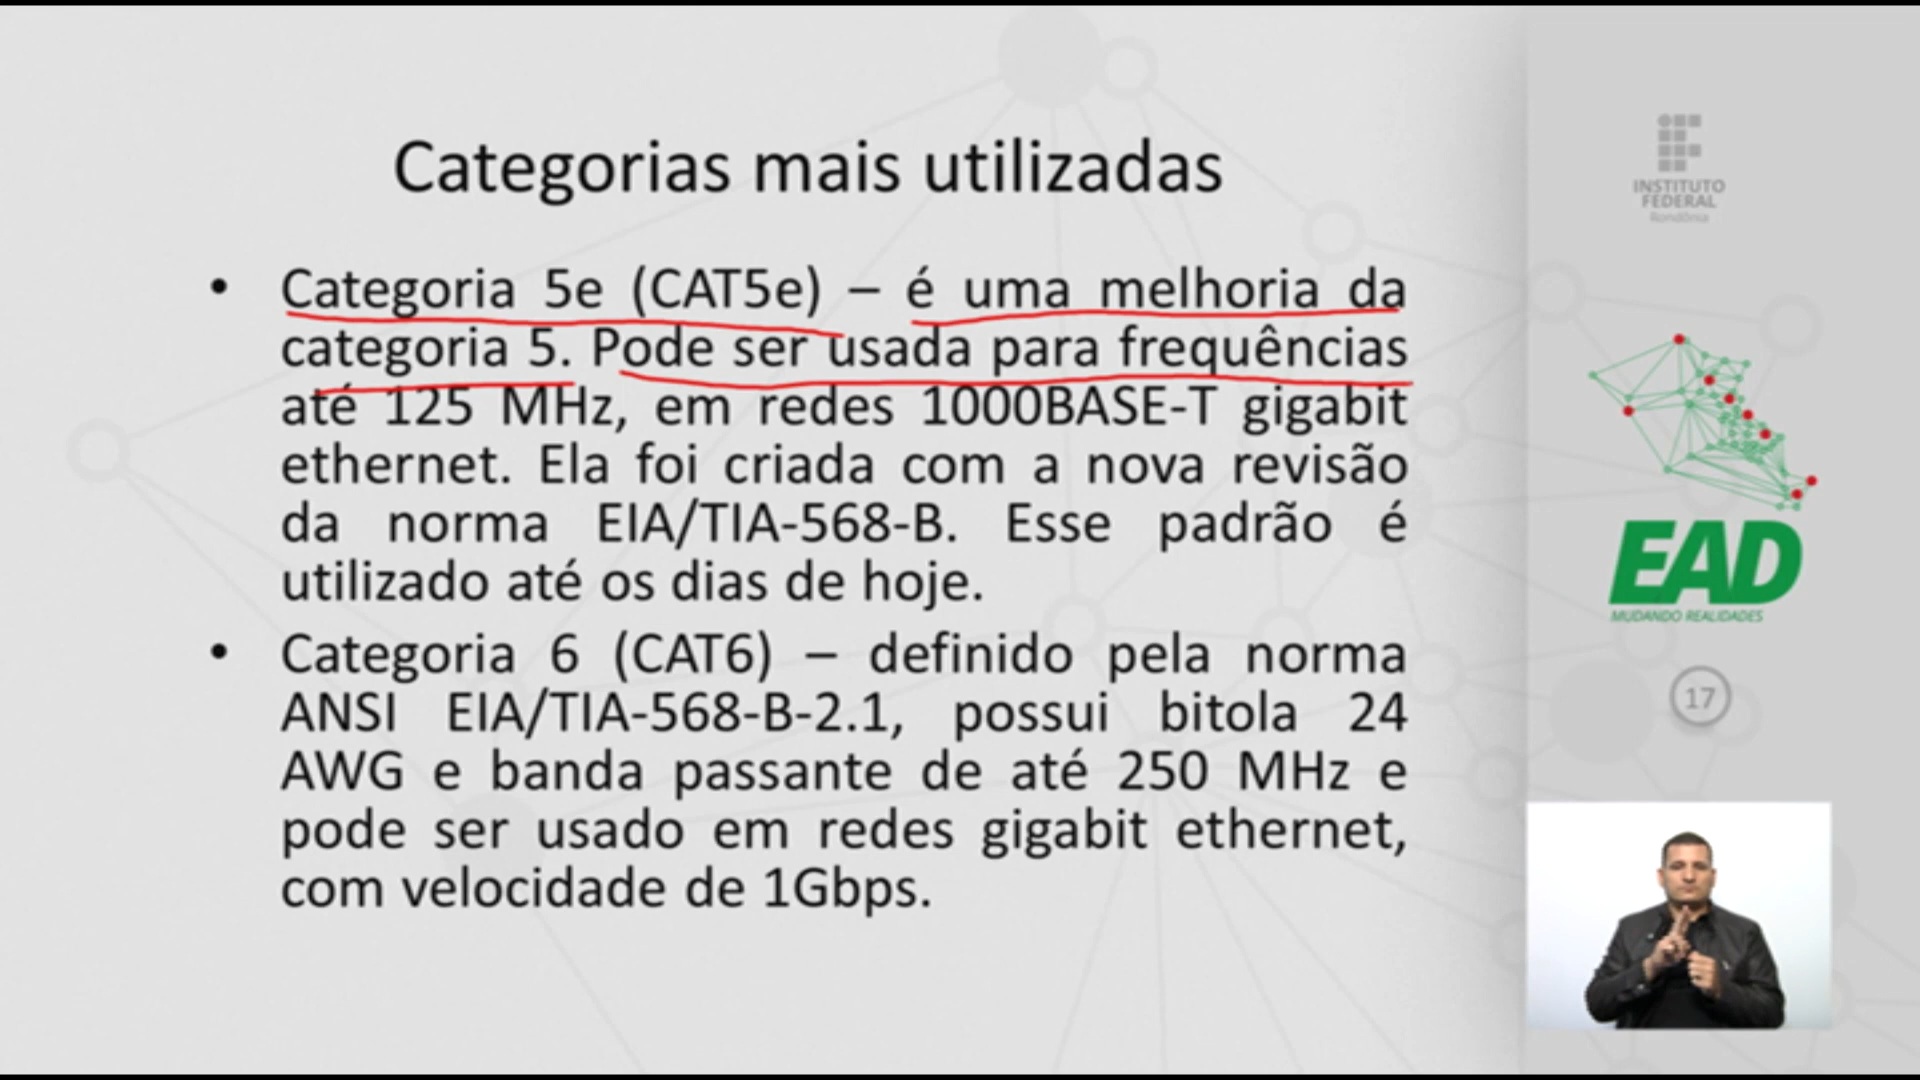 Categorias mais utilizadas
• Categoria 5e (CAT5e) – é uma melhoria da
categoria 5. Pode ser usada para frequências
até 125 MHz, em redes 1000BASE-T gigabit
ethernet. Ela foi criada com a nova revisão
da norma EIA/TIA-568-B. Esse padrão é
utilizado até os dias de hoje.
• Categoria 6 (CAT6) – definido pela norma
ANSI EIA/TIA-568-B-2.1, possui bitola 24
AWG e banda passante de até 250 MHz e
pode ser usado em redes gigabit ethernet,
com velocidade de 1Gbps.
INSTITUTO
FEDERAL
Rondônia
EAD
MUDANDO REALIDADES
17